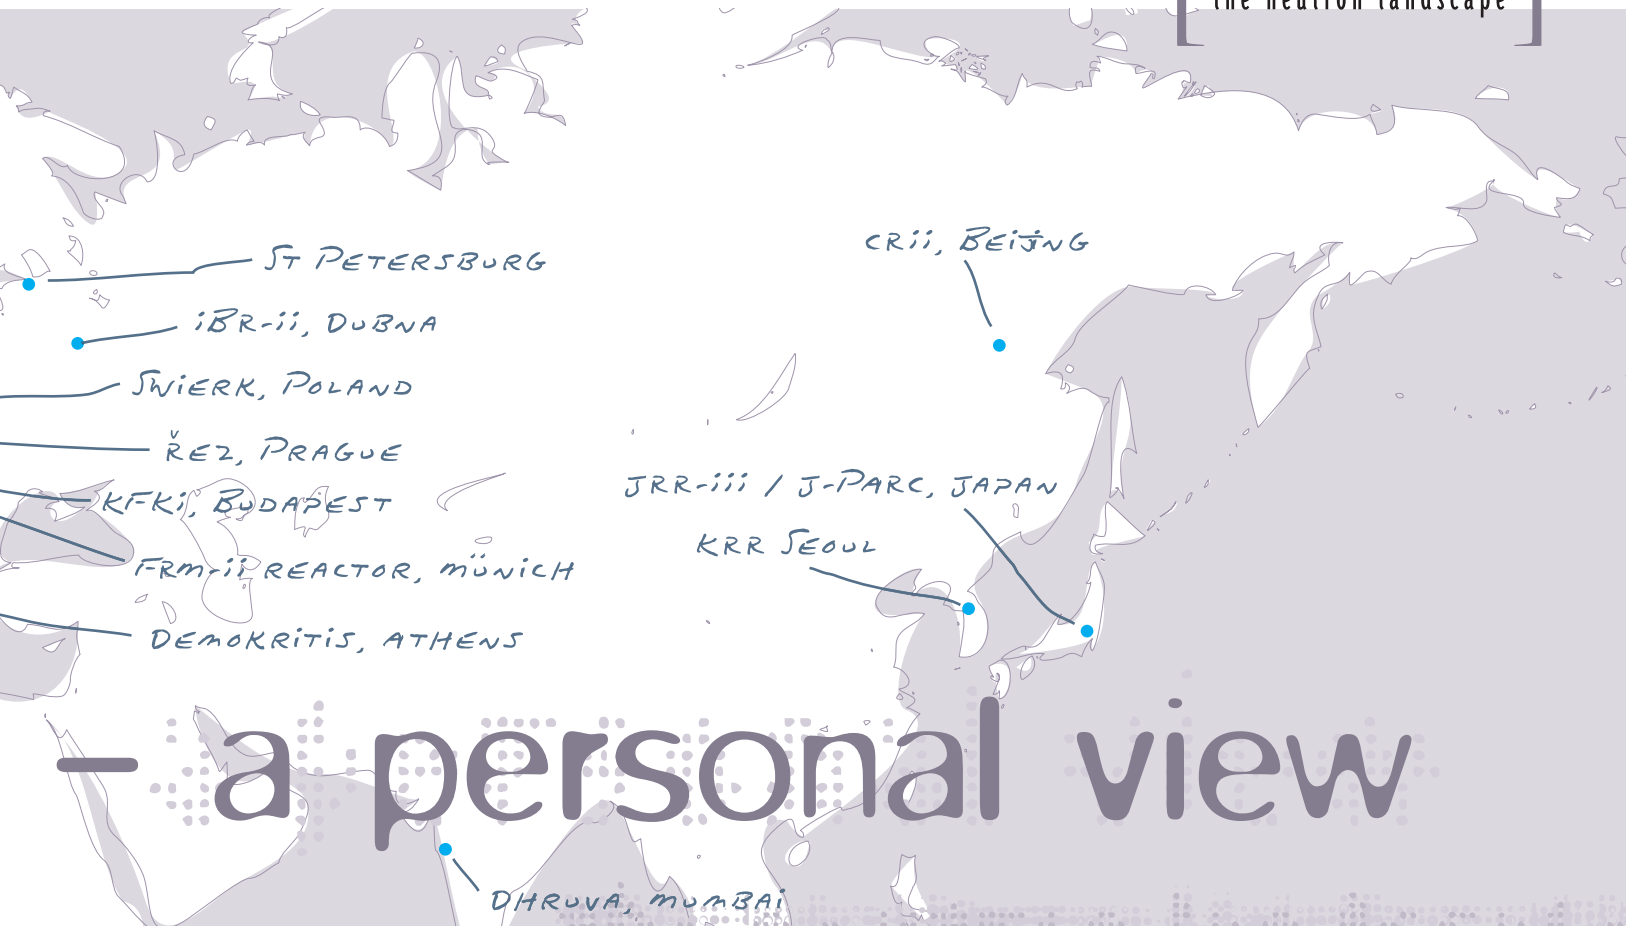 the neutron landscape
CRii, BEiJiNG
ST PETERSBURG
iBR-ii, DUBNA
SWiERK, POLAND
ŘEZ, PRAGUE
KFKi, BUDAPEST
JRR-iii / J-PARC, JAPAN
KRR SEOUL
FRM-ii REACTOR, MÜNiCH
DEMOKRiTiS, ATHENS
– a personal view
DHRUVA, MUMBAi